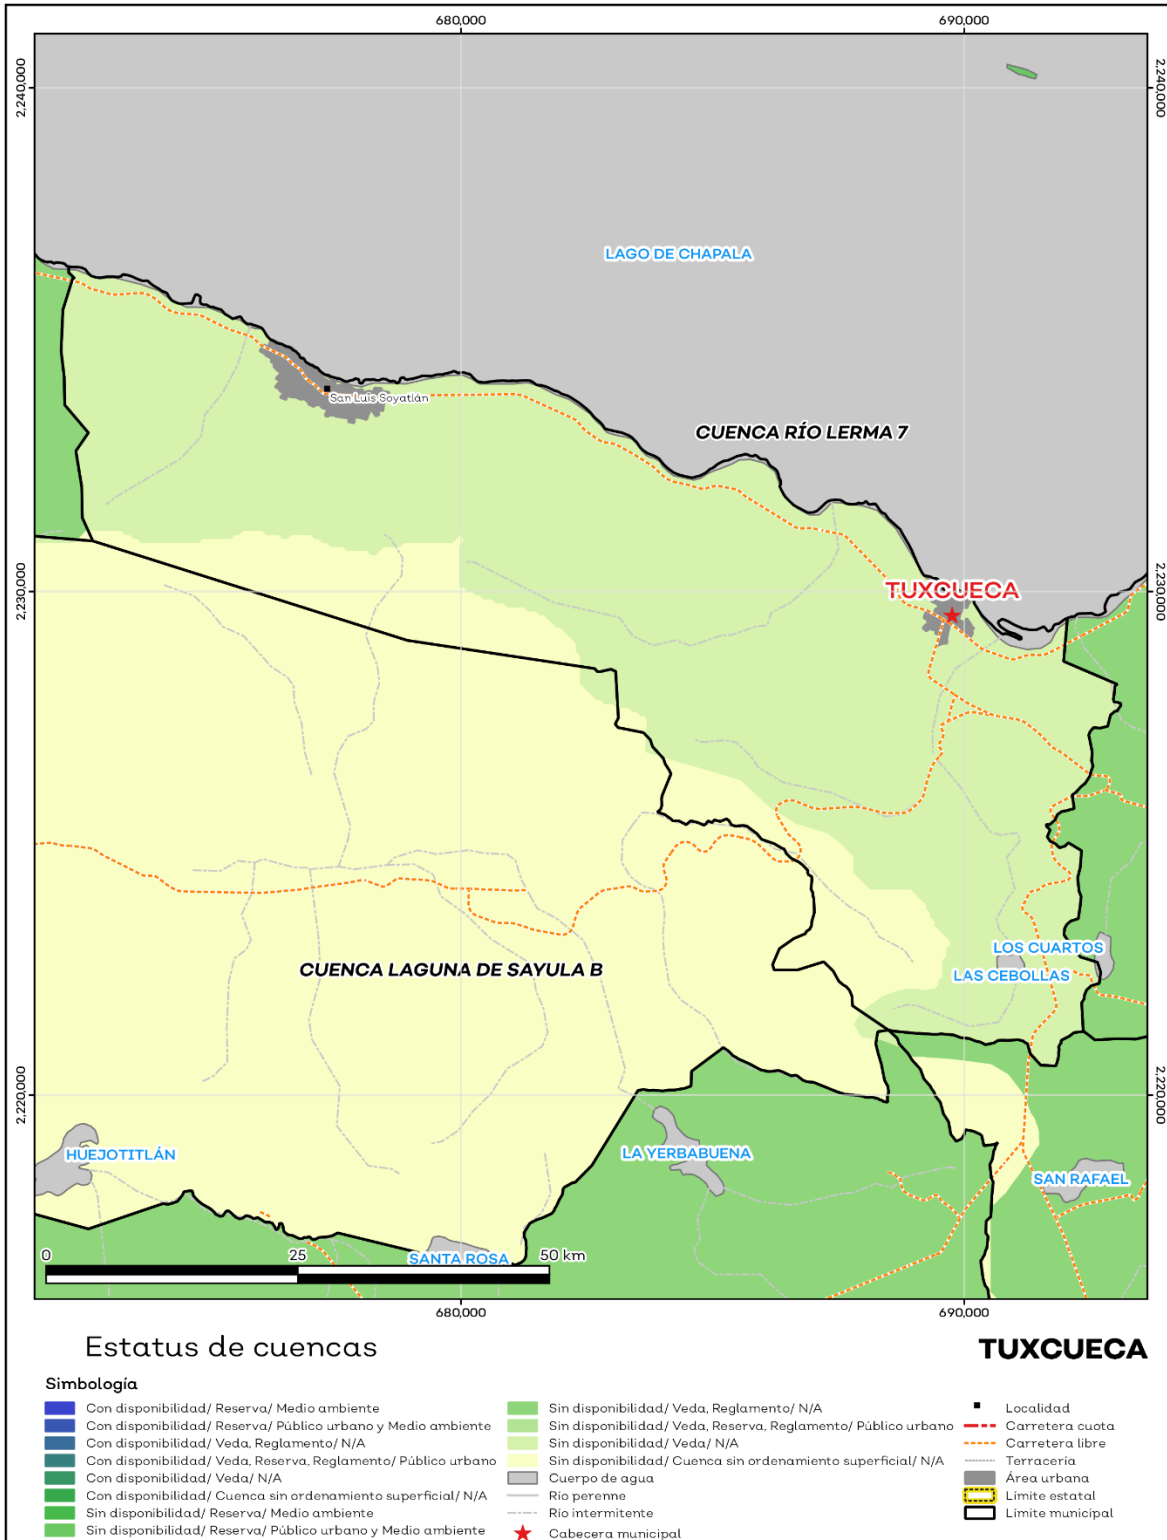 680,000
690,000
2,240,000
2,240,000
LAGO DE CHAPALA
San Luis Soyatlán
CUENCA RÍO LERMA 7
TUXCUECA
2,230,000
2,230,000
LOS CUARTOS
CUENCA LAGUNA DE SAYULA B
LAS CEBOLLAS
2,220,000
2,220,000
HUEJOTITLÁN
LA YERBABUENA
SAN RAFAEL
SANTA ROSA
0
25
50 km
680,000
690,000
Estatus de cuencas
TUXCUECA
Simbología
Con disponibilidad/ Reserva/ Medio ambiente
Con disponibilidad/ Reserva/ Público urbano y Medio ambiente
Con disponibilidad/ Veda, Reglamento/ N/A
Con disponibilidad/ Veda, Reserva, Reglamento/ Público urbano
Con disponibilidad/ Veda/ N/A
Con disponibilidad/ Cuenca sin ordenamiento superficial/ N/A
Sin disponibilidad/ Reserva/ Medio ambiente
Sin disponibilidad/ Reserva/ Público urbano y Medio ambiente
Sin disponibilidad/ Veda, Reglamento/ N/A
Sin disponibilidad/ Veda, Reserva, Reglamento/ Público urbano
Sin disponibilidad/ Veda/ N/A
Sin disponibilidad/ Cuenca sin ordenamiento superficial/ N/A
Cuerpo de agua
Río perenne
Río intermitente
Cabecera municipal
Localidad
Carretera cuota
Carretera libre
Terracería
Área urbana
Límite estatal
Límite municipal